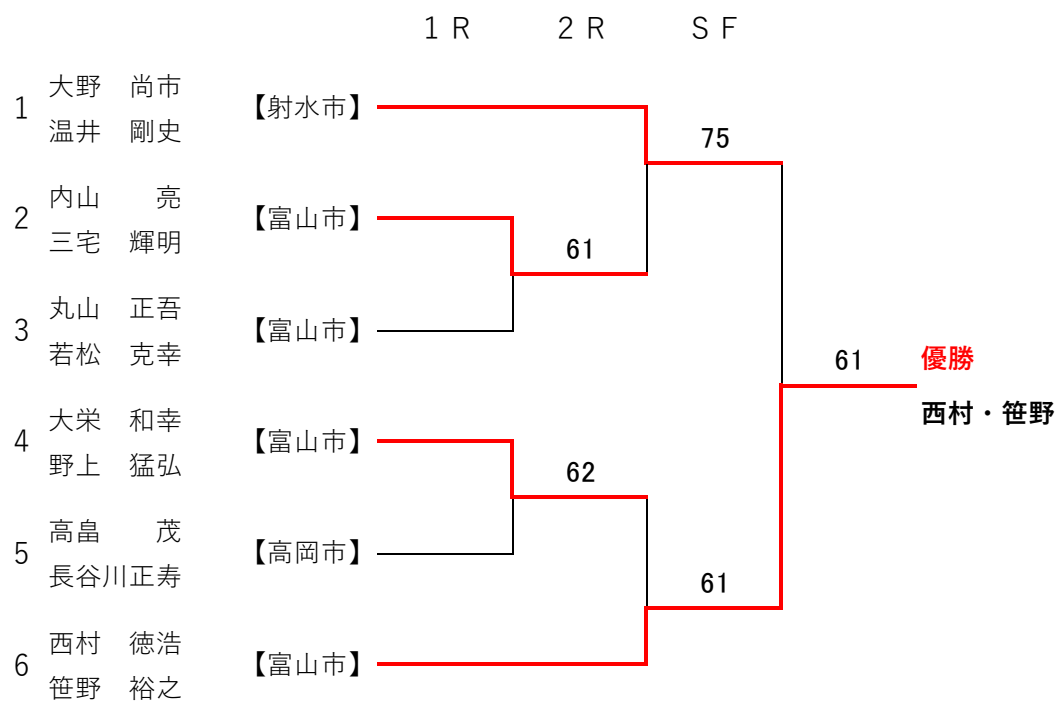 １Ｒ ２Ｒ ＳＦ
1 大野　尚市 【射水市】
温井　剛史
75
2 内山　　亮 【富山市】
三宅　輝明
61
3 丸山　正吾 【富山市】
若松　克幸
61 優勝
西村・笹野
4 大栄　和幸 【富山市】
野上　猛弘
62
5 高畠　　茂 【高岡市】
長谷川正寿
61
6 西村　徳浩 【富山市】
笹野　裕之